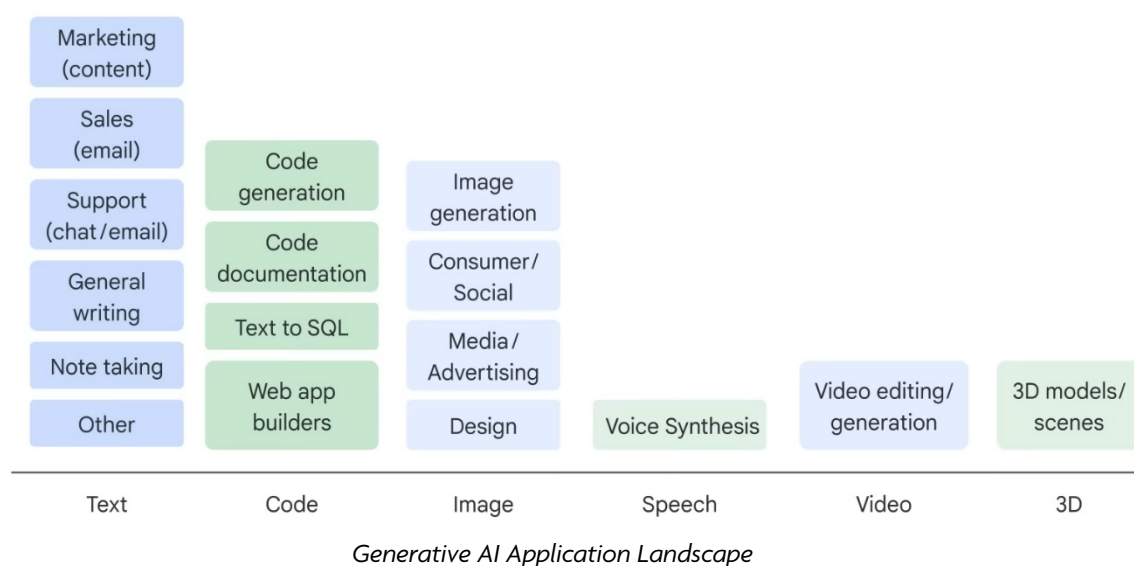 Marketing
(content)
Sales
(email)
Support
(chat/email)
General
writing
Note taking
Other
Code
generation
Code
documentation
Text to SQL
Web app
builders
Image
generation
Consumer/
Social
Media/
Advertising
Design
Voice Synthesis
Video editing/
generation
3D models/
scenes
Text
Code
Image
Speech
Video
3D
Generative AI Application Landscape